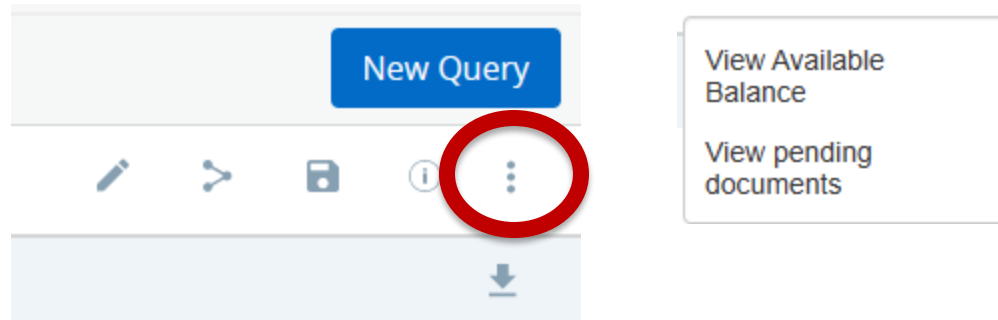 New Query
View Available
Balance
View pending
documents